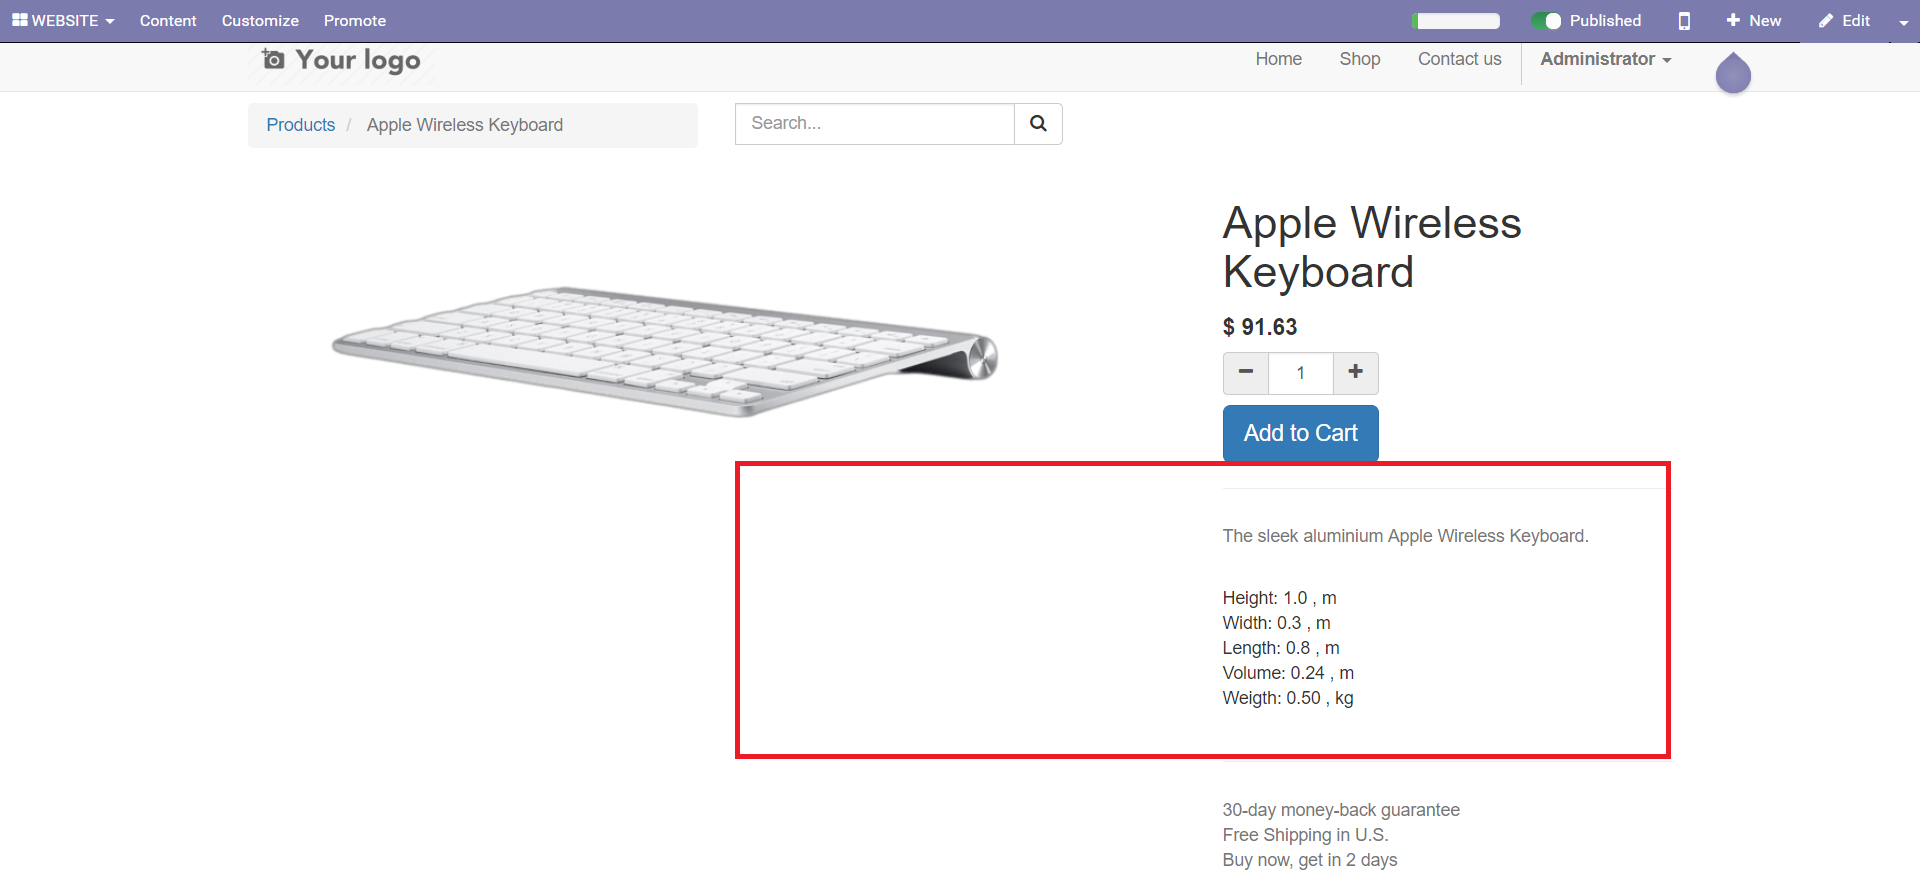 WEBSITE Content Customize Promote Published New Edit
Your logo Home Shop Contact us Administrator
Products / Apple Wireless Keyboard Search...
Apple Wireless
Keyboard
$ 91.63
1
Add to Cart
The sleek aluminium Apple Wireless Keyboard.
Height: 1.0 , m
Width: 0.3 , m
Length: 0.8 , m
Volume: 0.24 , m
Weigth: 0.50 , kg
30-day money-back guarantee
Free Shipping in U.S.
Buy now, get in 2 days